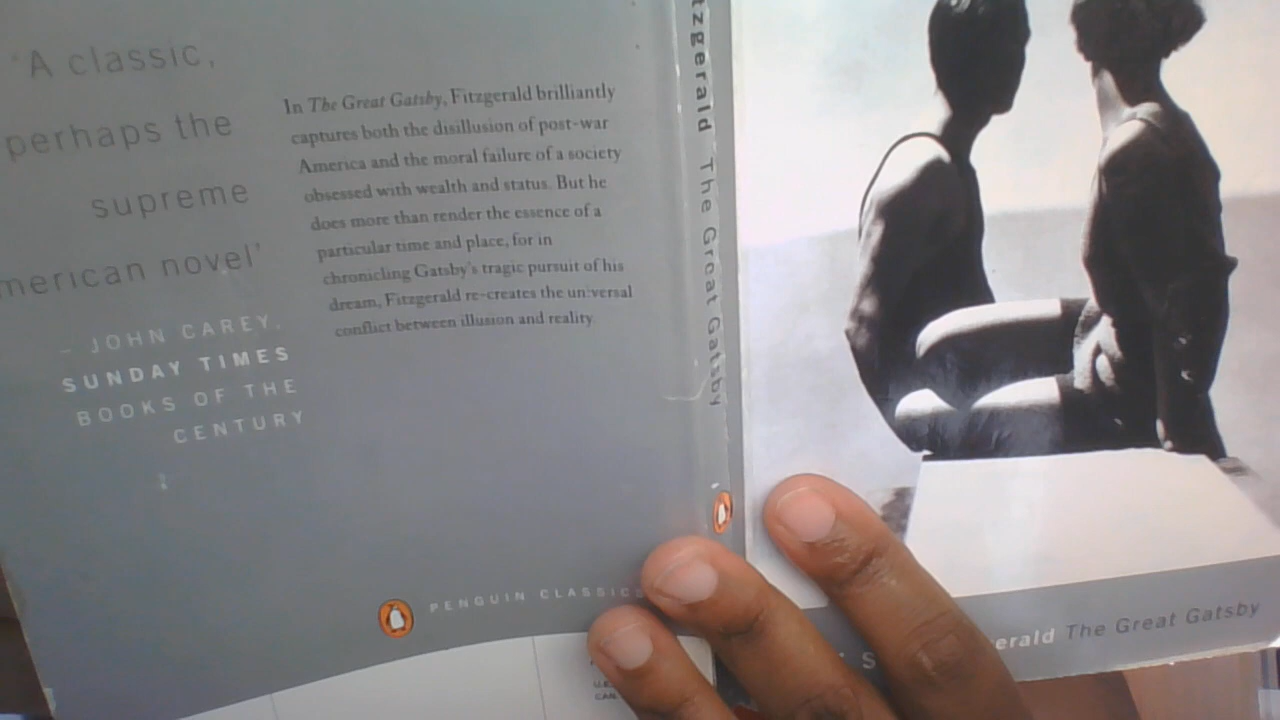 'A classic,
perhaps the
supreme
merican novel'
– JOHN CAREY,
SUNDAY TIMES
BOOKS OF THE
CENTURY
In The Great Gatsby, Fitzgerald brilliantly
captures both the disillusion of post-war
America and the moral failure of a society
obsessed with wealth and status. But he
does more than render the essence of a
particular time and place, for in
chronicling Gatsby's tragic pursuit of his
dream, Fitzgerald re-creates the universal
conflict between illusion and reality.
PENGUIN CLASSICS
U.K.
CAN
tzgerald The Great Gatsby
S erald The Great Gatsby